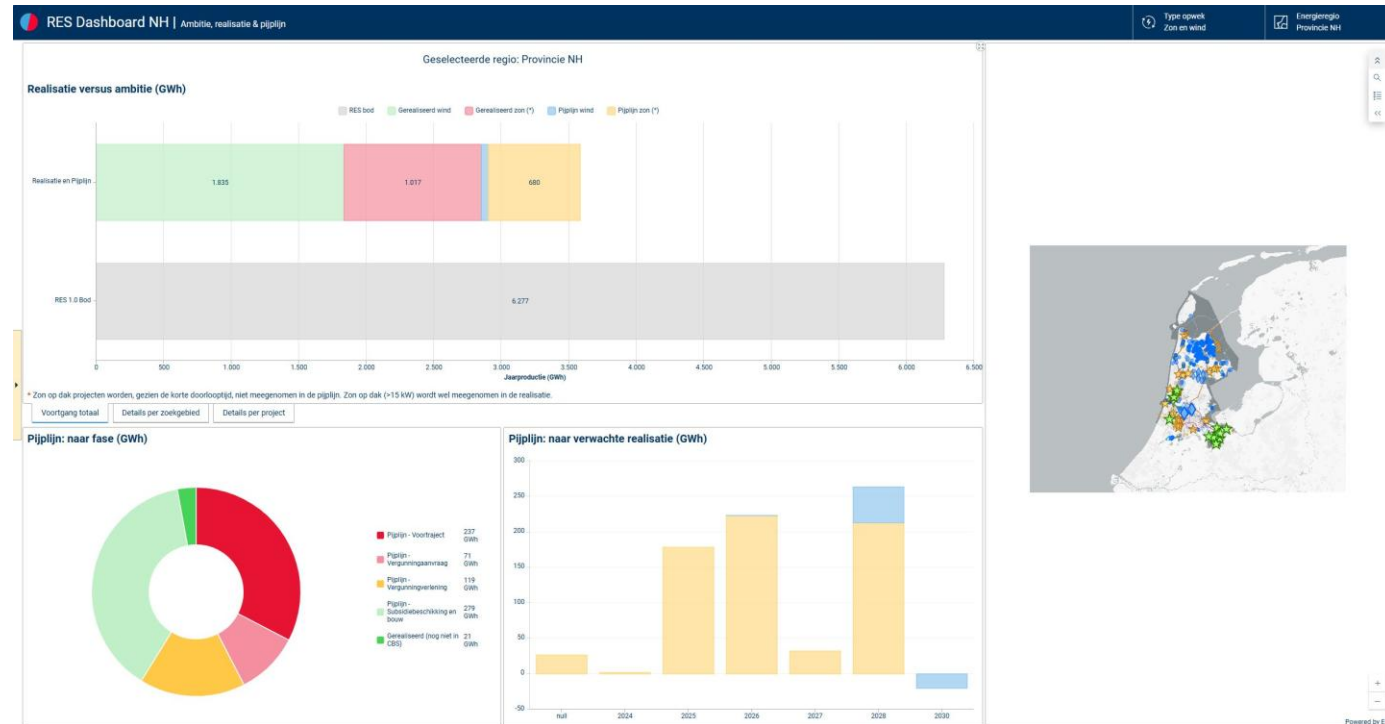 RES Dashboard NH | Ambitie, realisatie & pijplijn
Type opwek
Zon en wind
Energieregio
Provincie NH
Geselecteerde regio: Provincie NH
Realisatie versus ambitie (GWh)
RES bod Gerealiseerd wind Gerealiseerd zon (*) Pijplijn wind Pijplijn zon (*)
Realisatie en Pijplijn
1.835 1.017 680
RES 1.0 Bod
6.277
0 500 1.000 1.500 2.000 2.500 3.000 3.500 4.000 4.500 5.000 5.500 6.000 6.500
Jaarproductie (GWh)
* Zon op dak projecten worden, gezien de korte doorlooptijd, niet meegenomen in de pijplijn. Zon op dak (>15 kW) wordt wel meegenomen in de realisatie.
Voortgang totaal Details per zoekgebied Details per project
Pijplijn: naar fase (GWh)
Pijplijn - Voortraject 237 GWh
Pijplijn - Vergunningaanvraag 71 GWh
Pijplijn - Vergunningverlening 119 GWh
Pijplijn - Subsidiebeschikking en bouw 279 GWh
Gerealiseerd (nog niet in CBS) 21 GWh
Pijplijn: naar verwachte realisatie (GWh)
300
250
200
150
100
50
0
-50
null 2024 2025 2026 2027 2028 2030
Powered by E